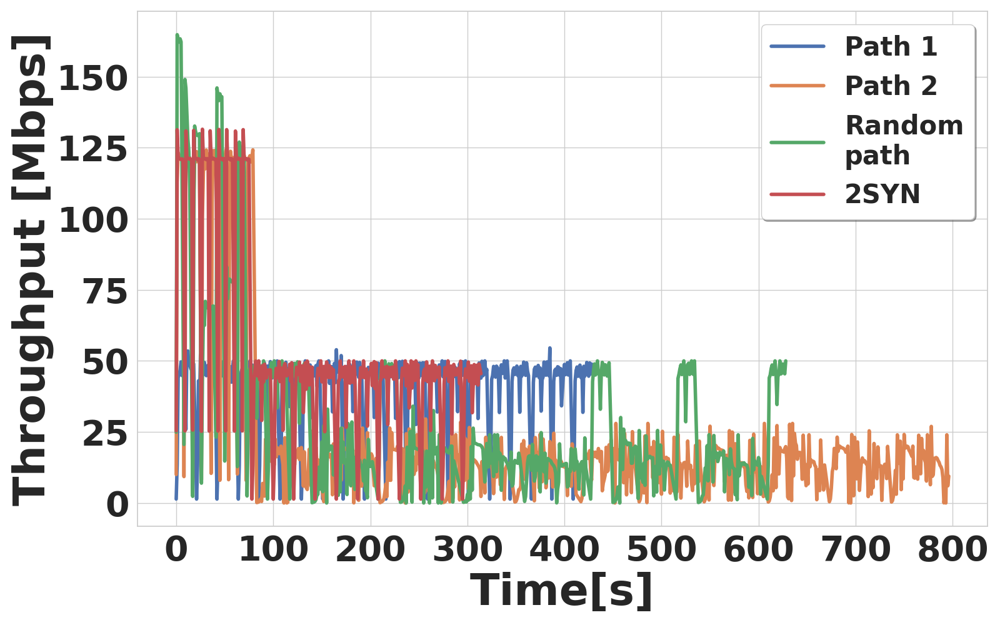 Throughput [Mbps]
150
125
100
75
50
25
0
0 100 200 300 400 500 600 700 800
Time[s]
Path 1
Path 2
Random
path
2SYN